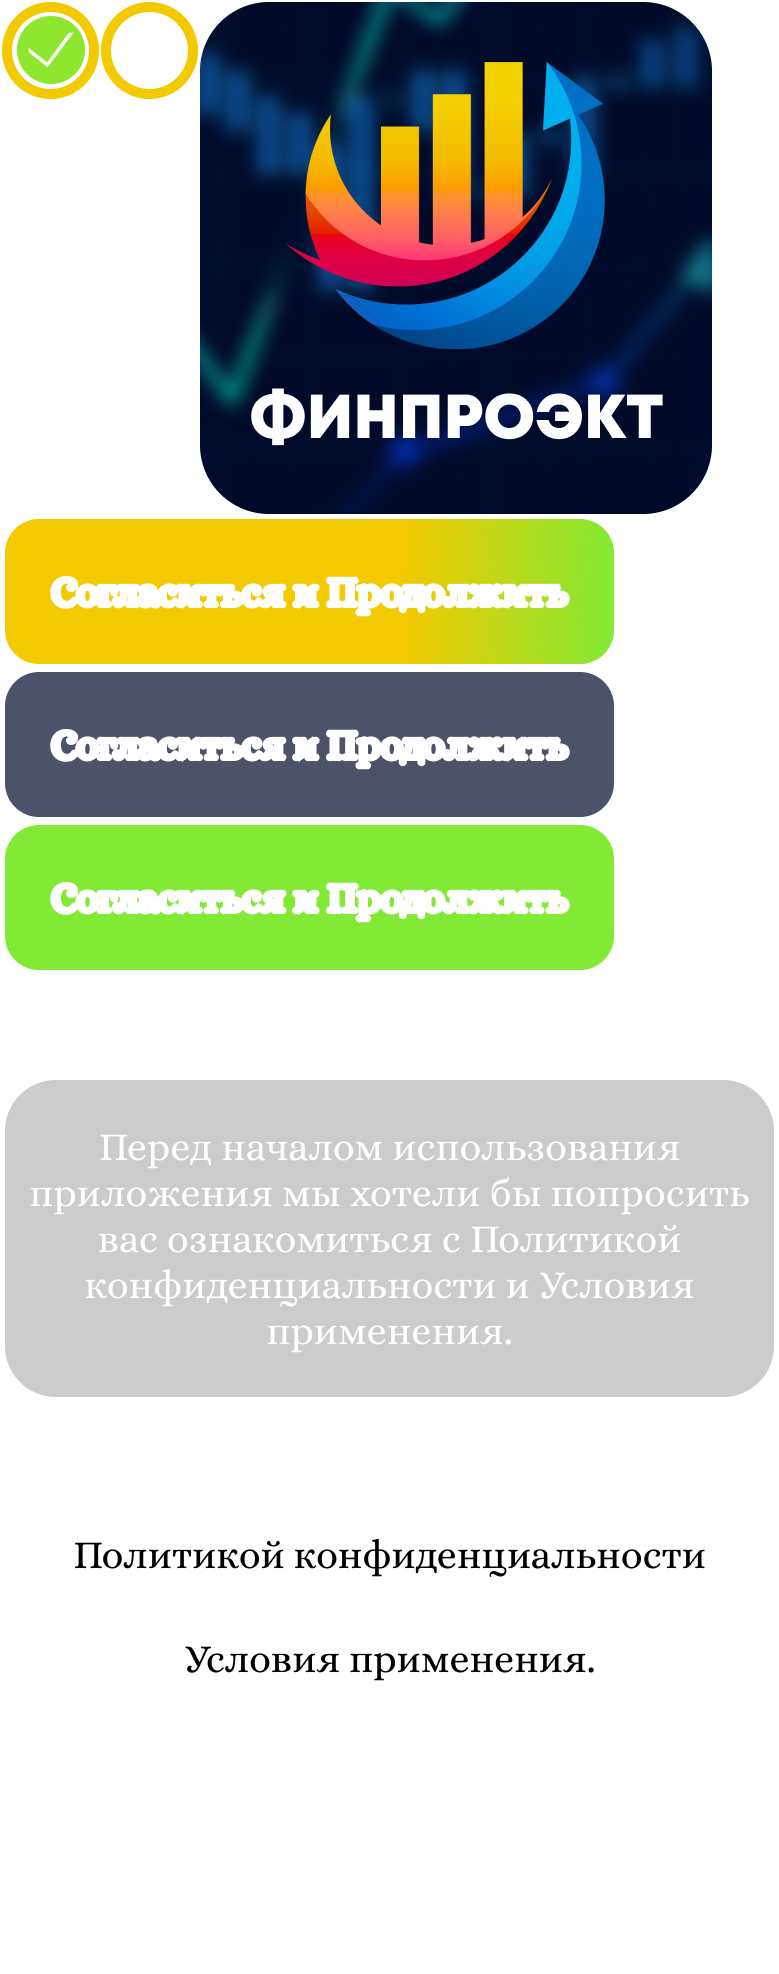 ФИНПРОЭКТ
Согласиться и Продолжить
Согласиться и Продолжить
Согласиться и Продолжить
Перед началом использования
приложения мы хотели бы попросить
вас ознакомиться с Политикой
конфиденциальности и Условия
применения.
Политикой конфиденциальности
Условия применения.